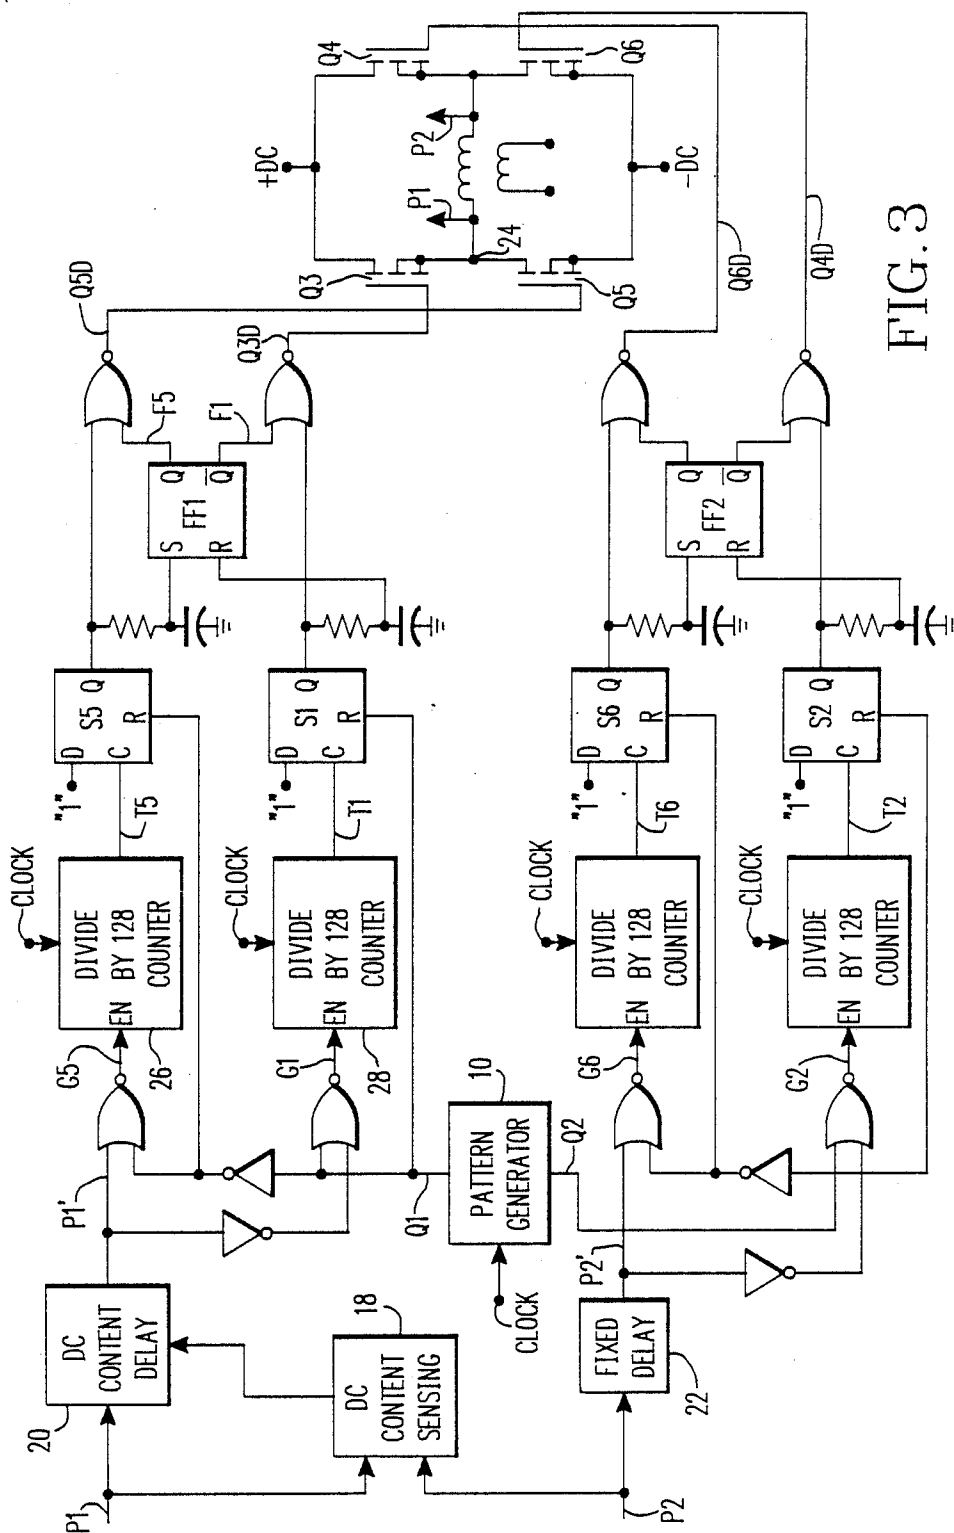 P1
20
DC
CONTENT
DELAY
P1'
G5
EN
DIVIDE
BY 128
COUNTER
26
CLOCK
T5
"1"
D
C
S5
Q
R
S
R
FF1
Q
Q̅
F5
F1
Q5D
Q3D
18
DC
CONTENT
SENSING
G1
EN
DIVIDE
BY 128
COUNTER
28
CLOCK
T1
"1"
D
C
S1
Q
R
Q1
10
PATTERN
GENERATOR
CLOCK
Q2
P2
22
FIXED
DELAY
P2'
G6
EN
DIVIDE
BY 128
COUNTER
CLOCK
T6
"1"
D
C
S6
Q
R
S
R
FF2
Q
Q̅
G2
EN
DIVIDE
BY 128
COUNTER
CLOCK
T2
"1"
D
C
S2
Q
R
Q6D
Q4D
+DC
Q3
Q4
P1
P2
24
Q5
Q6
-DC
FIG. 3